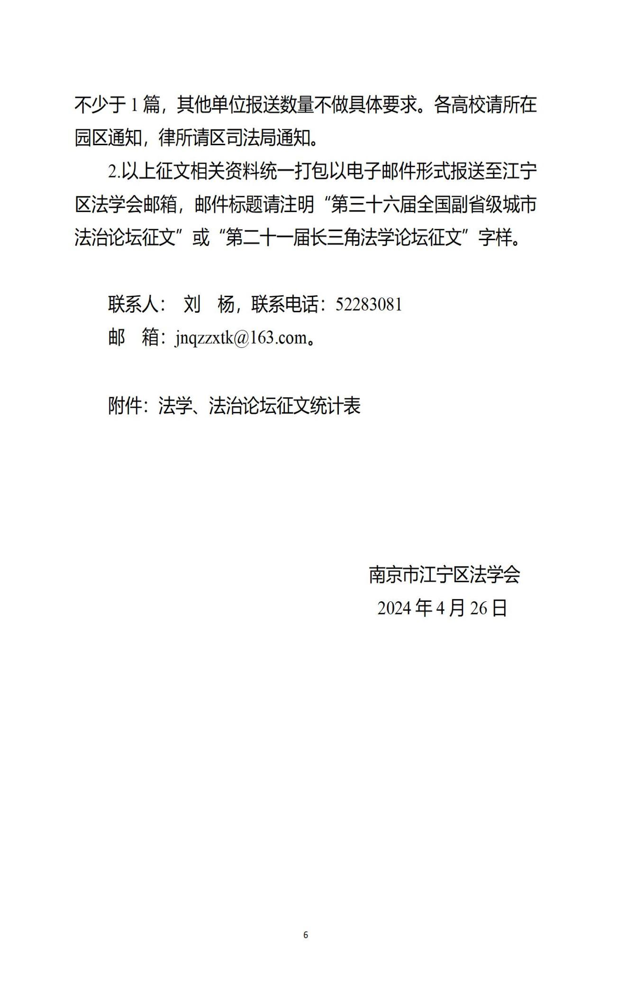 不少于 1 篇，其他单位报送数量不做具体要求。各高校请所在
园区通知，律所请区司法局通知。
2.以上征文相关资料统一打包以电子邮件形式报送至江宁
区法学会邮箱，邮件标题请注明“第三十六届全国副省级城市
法治论坛征文”或“第二十一届长三角法学论坛征文”字样。
联系人： 刘　杨，联系电话：52283081
邮　箱：jnqzzxtk@163.com。
附件：法学、法治论坛征文统计表
南京市江宁区法学会
2024 年 4 月 26 日
6